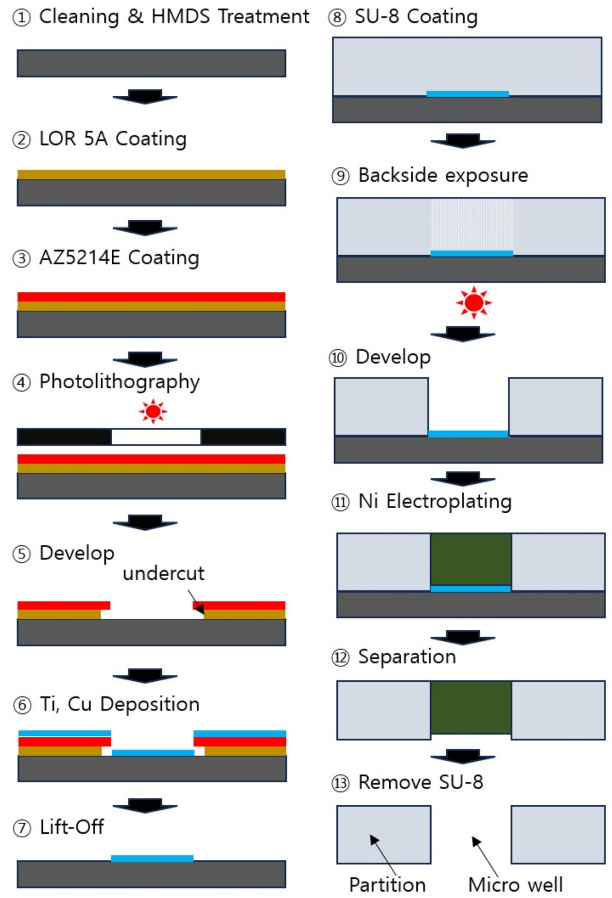 ① Cleaning & HMDS Treatment
② LOR 5A Coating
③ AZ5214E Coating
④ Photolithography
⑤ Develop
undercut
⑥ Ti, Cu Deposition
⑦ Lift-Off
⑧ SU-8 Coating
⑨ Backside exposure
⑩ Develop
⑪ Ni Electroplating
⑫ Separation
⑬ Remove SU-8
Partition
Micro well